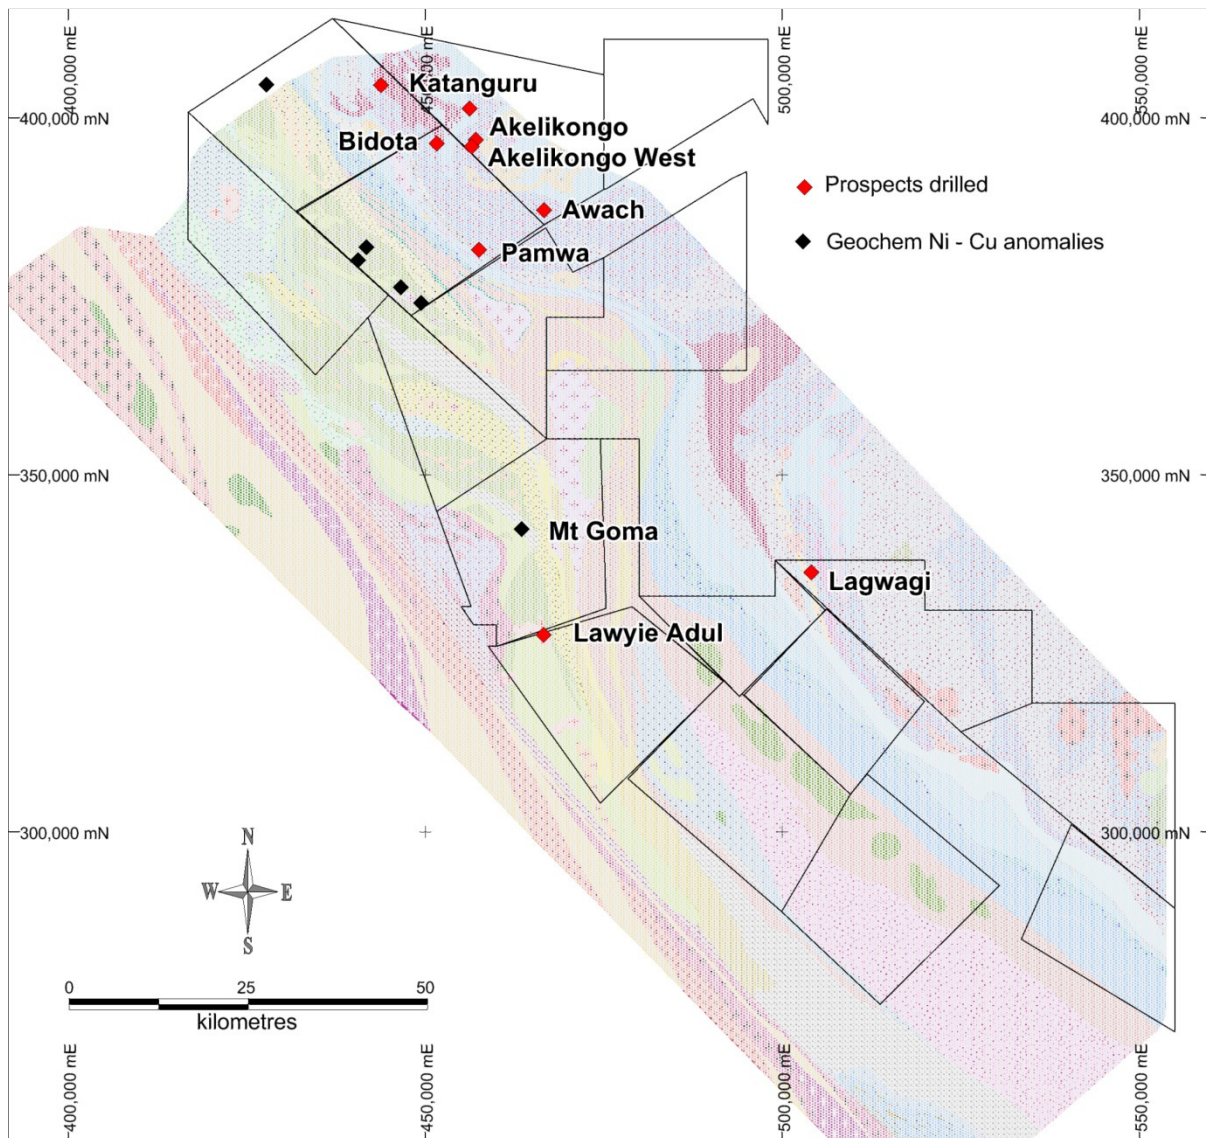 400,000 mE
450,000 mE
500,000 mE
550,000 mE
400,000 mN
400,000 mN
Katanguru
Akelikongo
Bidota
Akelikongo West
Prospects drilled
Awach
Geochem Ni - Cu anomalies
Pamwa
350,000 mN
350,000 mN
Mt Goma
Lagwagi
Lawyie Adul
300,000 mN
300,000 mN
N
W E
S
0 25 50
kilometres
400,000 mE
450,000 mE
500,000 mE
550,000 mE